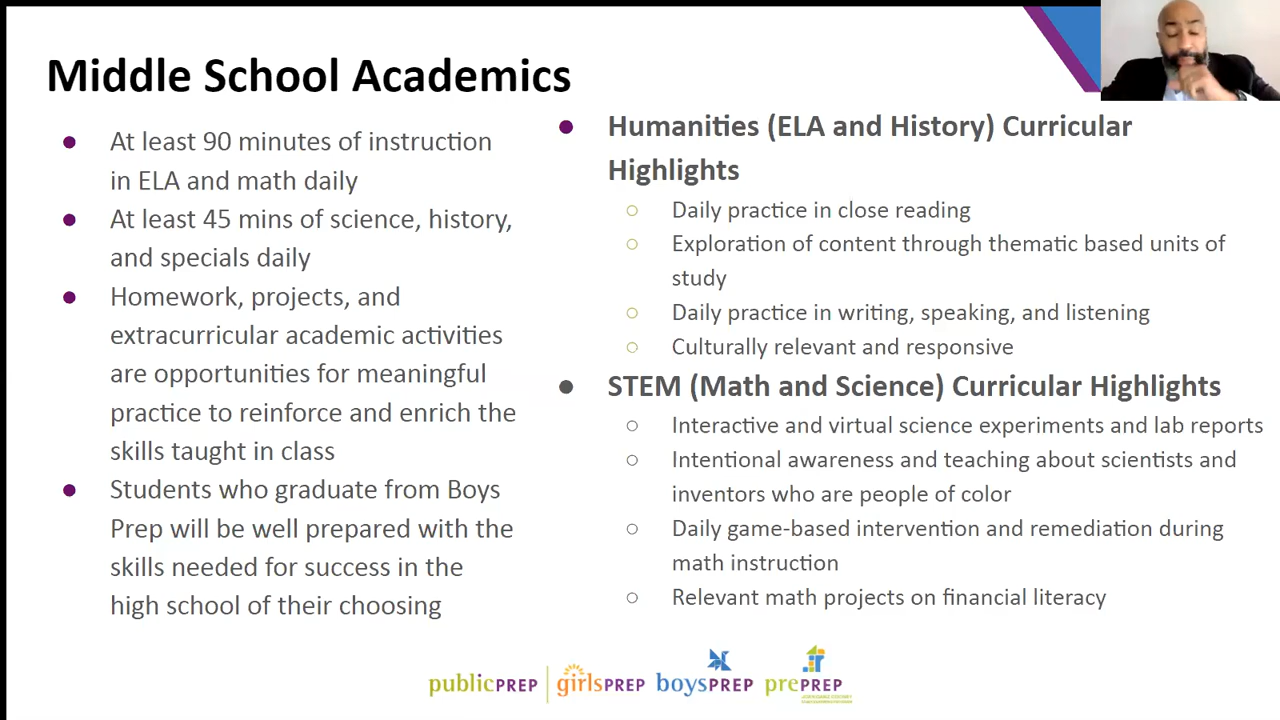 Middle School Academics
At least 90 minutes of instruction
in ELA and math daily
At least 45 mins of science, history,
and specials daily
Homework, projects, and
extracurricular academic activities
are opportunities for meaningful
practice to reinforce and enrich the
skills taught in class
Students who graduate from Boys
Prep will be well prepared with the
skills needed for success in the
high school of their choosing
Humanities (ELA and History) Curricular
Highlights
Daily practice in close reading
Exploration of content through thematic based units of
study
Daily practice in writing, speaking, and listening
Culturally relevant and responsive
STEM (Math and Science) Curricular Highlights
Interactive and virtual science experiments and lab reports
Intentional awareness and teaching about scientists and
inventors who are people of color
Daily game-based intervention and remediation during
math instruction
Relevant math projects on financial literacy
publicPREP girlsPREP boysPREP prePREP